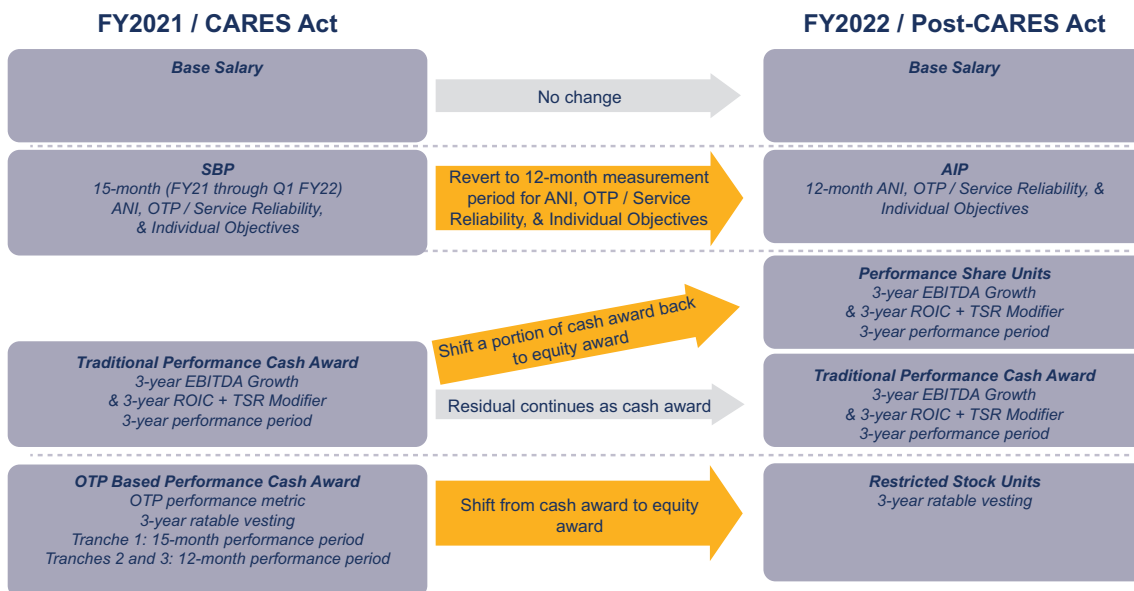 FY2021 / CARES Act
FY2022 / Post-CARES Act
Base Salary
No change
Base Salary
SBP
15-month (FY21 through Q1 FY22)
ANI, OTP / Service Reliability,
& Individual Objectives
Revert to 12-month measurement
period for ANI, OTP / Service
Reliability, & Individual Objectives
AIP
12-month ANI, OTP / Service Reliability, &
Individual Objectives
Performance Share Units
3-year EBITDA Growth
& 3-year ROIC + TSR Modifier
3-year performance period
Shift a portion of cash award back
to equity award
Traditional Performance Cash Award
3-year EBITDA Growth
& 3-year ROIC + TSR Modifier
3-year performance period
Residual continues as cash award
Traditional Performance Cash Award
3-year EBITDA Growth
& 3-year ROIC + TSR Modifier
3-year performance period
OTP Based Performance Cash Award
OTP performance metric
3-year ratable vesting
Tranche 1: 15-month performance period
Tranches 2 and 3: 12-month performance period
Shift from cash award to equity
award
Restricted Stock Units
3-year ratable vesting